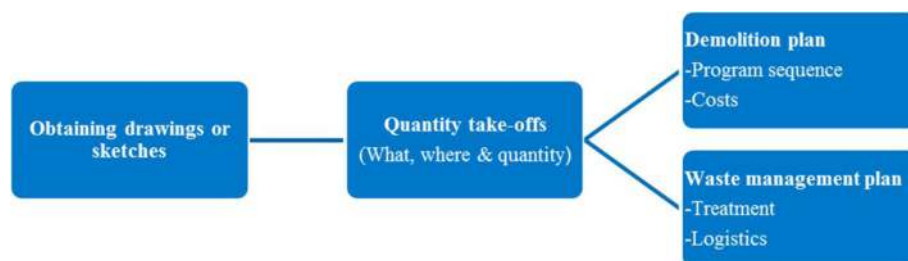 Obtaining drawings or
sketches
Quantity take-offs
(What, where & quantity)
Demolition plan
-Program sequence
-Costs
Waste management plan
-Treatment
-Logistics